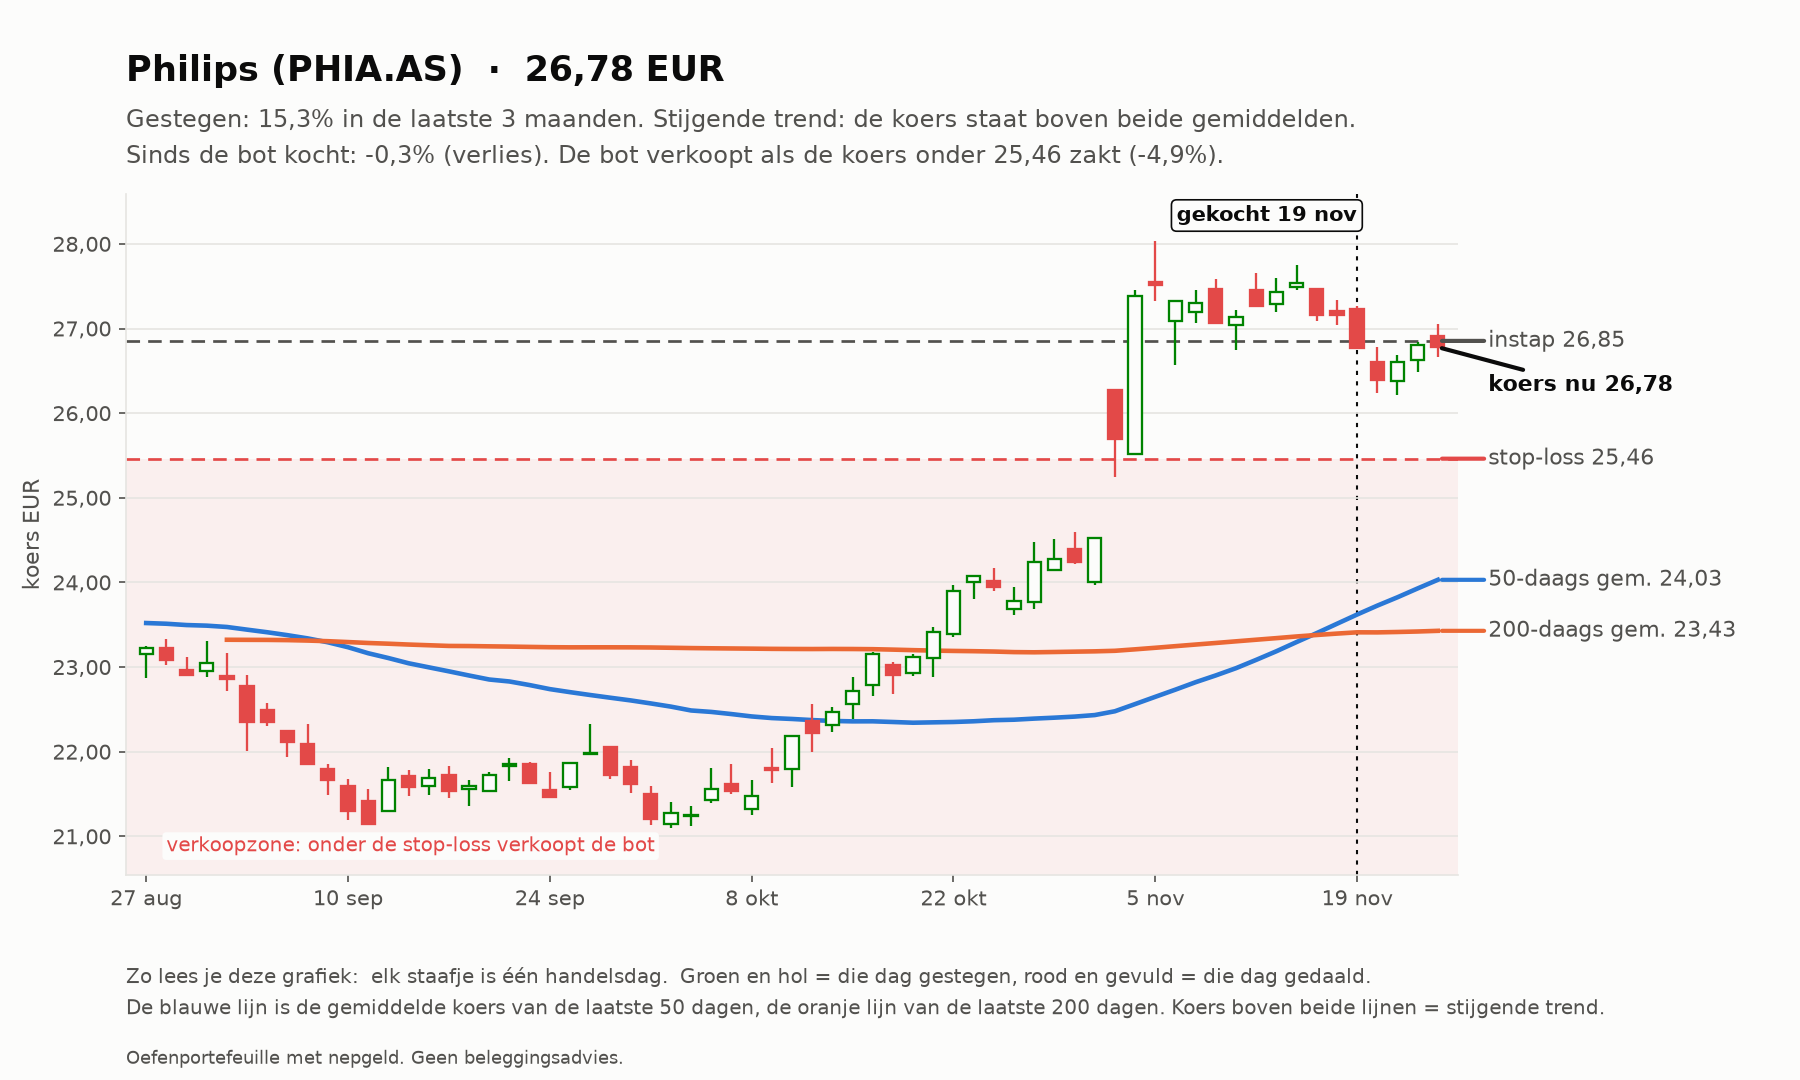 Philips (PHIA.AS) · 26,78 EUR
Gestegen: 15,3% in de laatste 3 maanden. Stijgende trend: de koers staat boven beide gemiddelden.
Sinds de bot kocht: -0,3% (verlies). De bot verkoopt als de koers onder 25,46 zakt (-4,9%).
gekocht 19 nov
28,00
27,00
26,00
25,00
24,00
23,00
22,00
21,00
koers EUR
instap 26,85
koers nu 26,78
stop-loss 25,46
50-daags gem. 24,03
200-daags gem. 23,43
verkoopzone: onder de stop-loss verkoopt de bot
27 aug 10 sep 24 sep 8 okt 22 okt 5 nov 19 nov
Zo lees je deze grafiek: elk staafje is één handelsdag. Groen en hol = die dag gestegen, rood en gevuld = die dag gedaald.
De blauwe lijn is de gemiddelde koers van de laatste 50 dagen, de oranje lijn van de laatste 200 dagen. Koers boven beide lijnen = stijgende trend.
Oefenportefeuille met nepgeld. Geen beleggingsadvies.